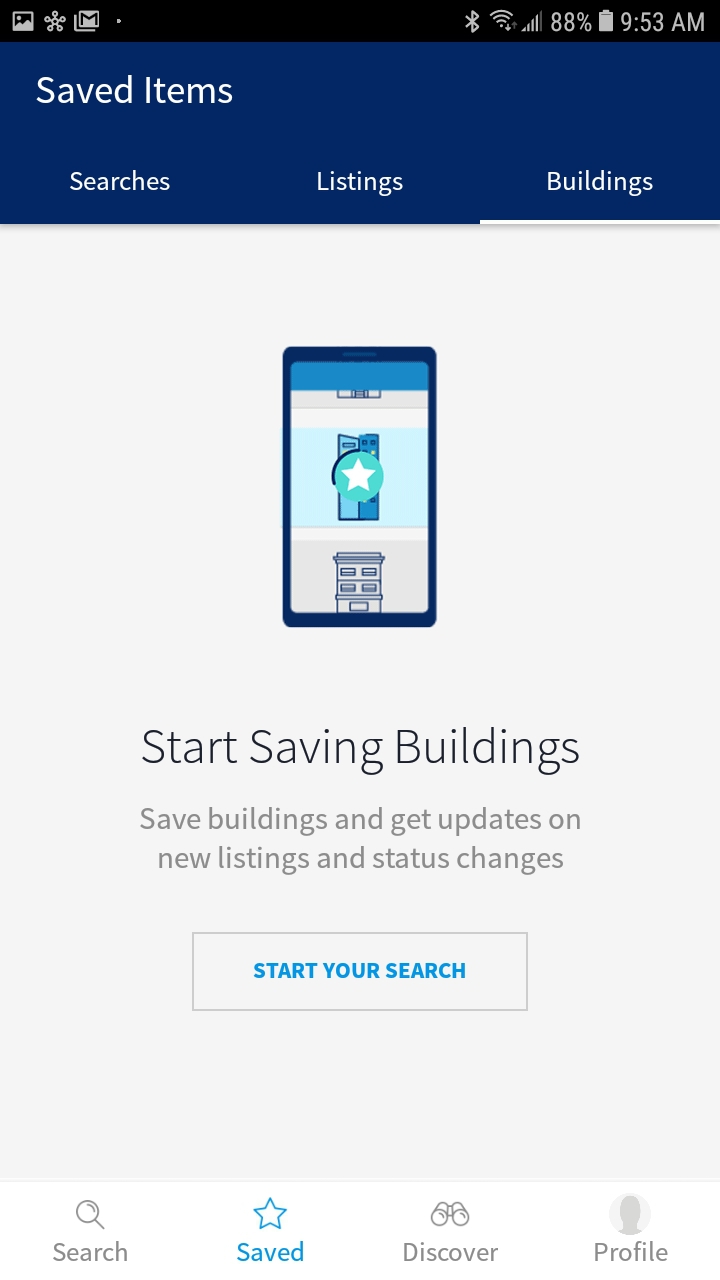 88% 9:53 AM
Saved Items
Searches Listings Buildings
Start Saving Buildings
Save buildings and get updates on
new listings and status changes
START YOUR SEARCH
Search Saved Discover Profile